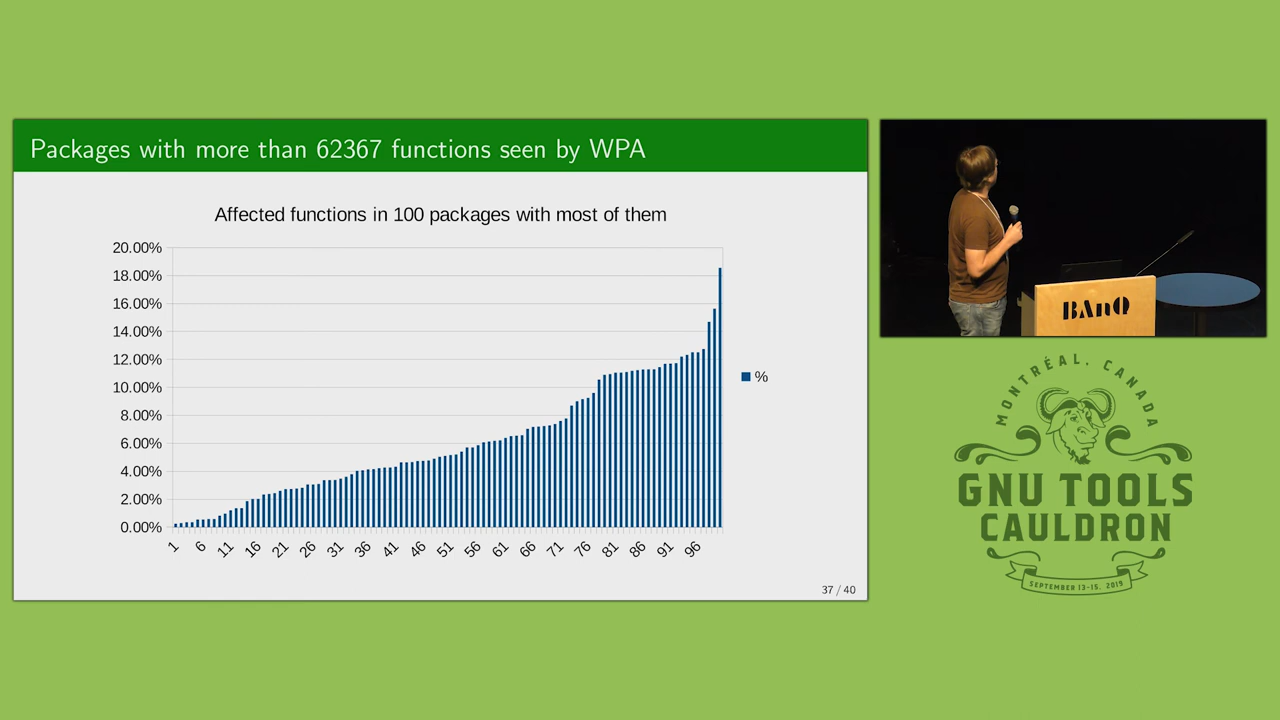 Packages with more than 62367 functions seen by WPA
Affected functions in 100 packages with most of them
20.00%
18.00%
16.00%
14.00%
12.00%
10.00%
8.00%
6.00%
4.00%
2.00%
0.00%
%
1 6 11 16 21 26 31 36 41 46 51 56 61 66 71 76 81 86 91 96
37 / 40
BAnQ
MONTRÉAL, CANADA
GNU TOOLS
CAULDRON
SEPTEMBER 13-15, 2019